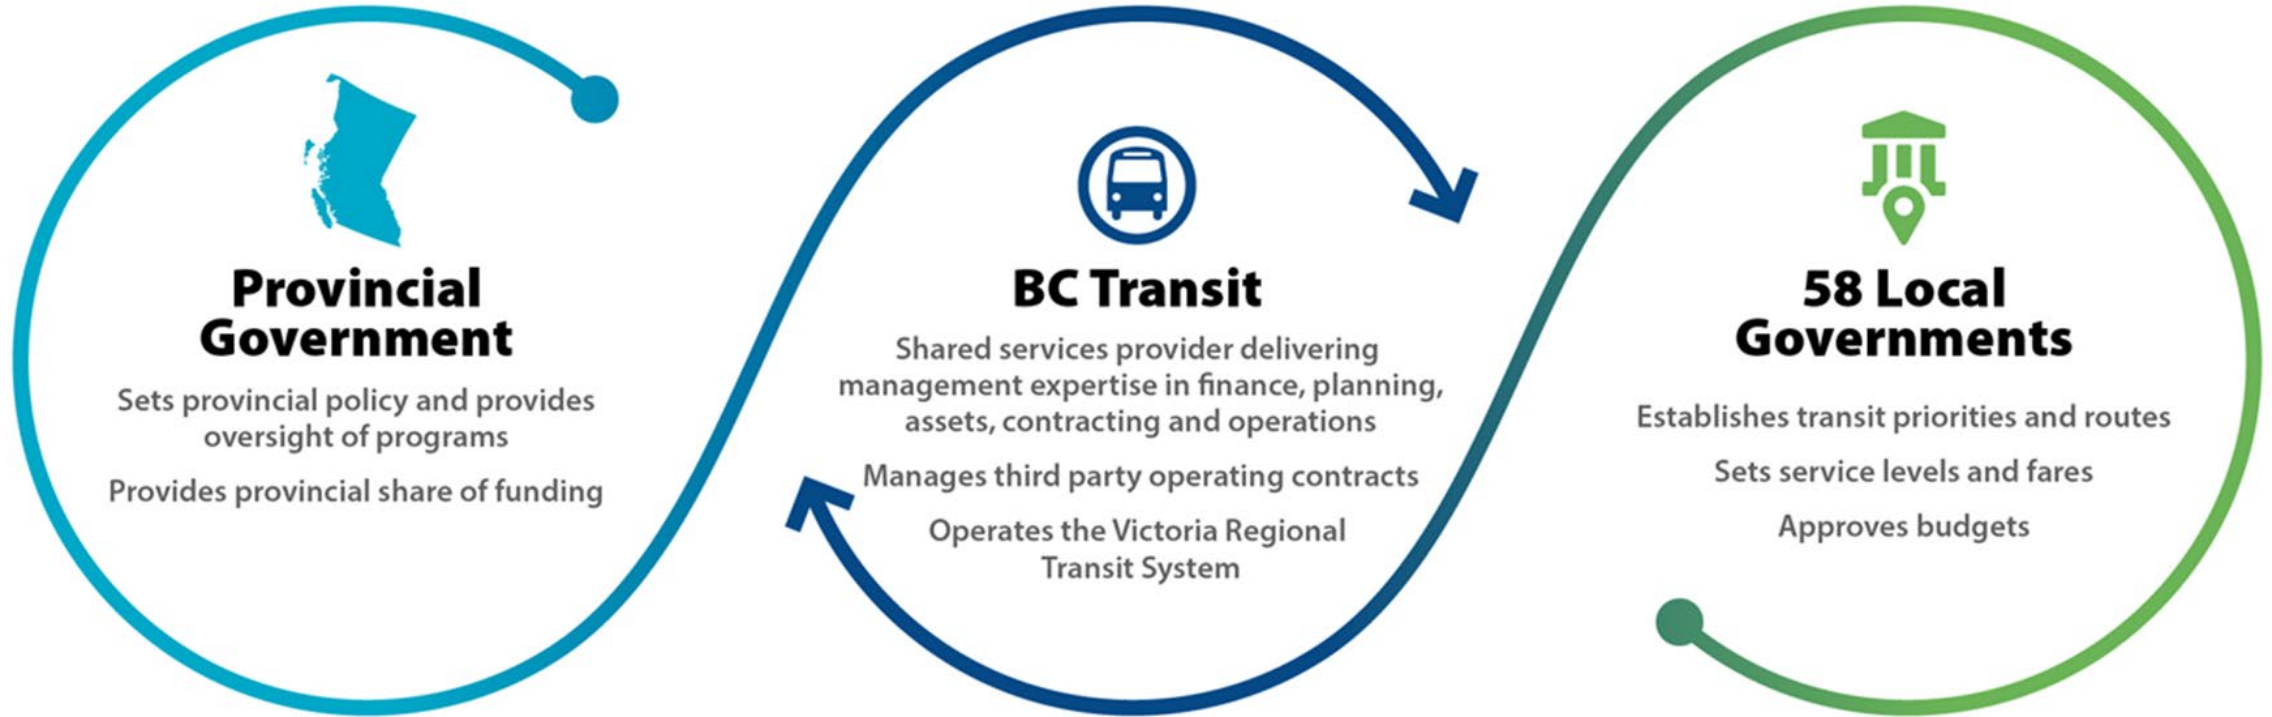 Provincial
Government
Sets provincial policy and provides
oversight of programs
Provides provincial share of funding
BC Transit
Shared services provider delivering
management expertise in finance, planning,
assets, contracting and operations
Manages third party operating contracts
Operates the Victoria Regional
Transit System
58 Local
Governments
Establishes transit priorities and routes
Sets service levels and fares
Approves budgets